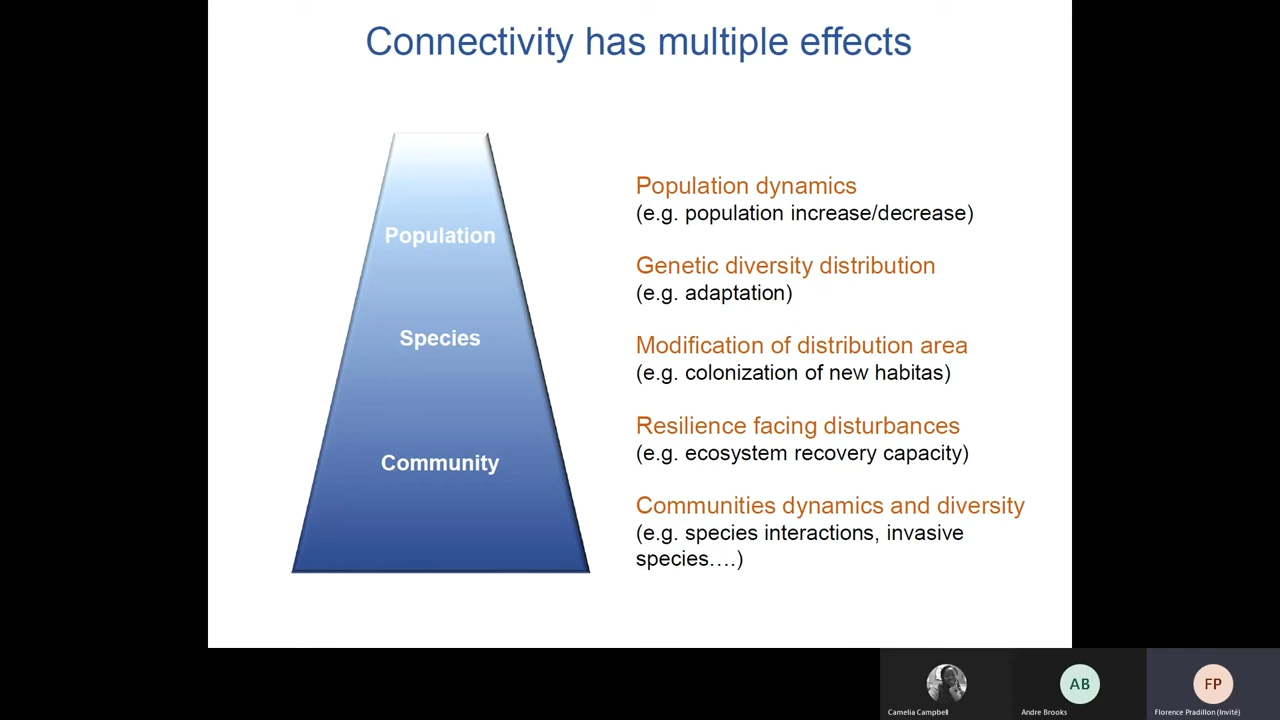 Connectivity has multiple effects
Population
Species
Community
Population dynamics
(e.g. population increase/decrease)
Genetic diversity distribution
(e.g. adaptation)
Modification of distribution area
(e.g. colonization of new habitas)
Resilience facing disturbances
(e.g. ecosystem recovery capacity)
Communities dynamics and diversity
(e.g. species interactions, invasive
species….)
AB
FP
Camelia Campbell
Andre Brooks
Florence Pradillon (Invité)